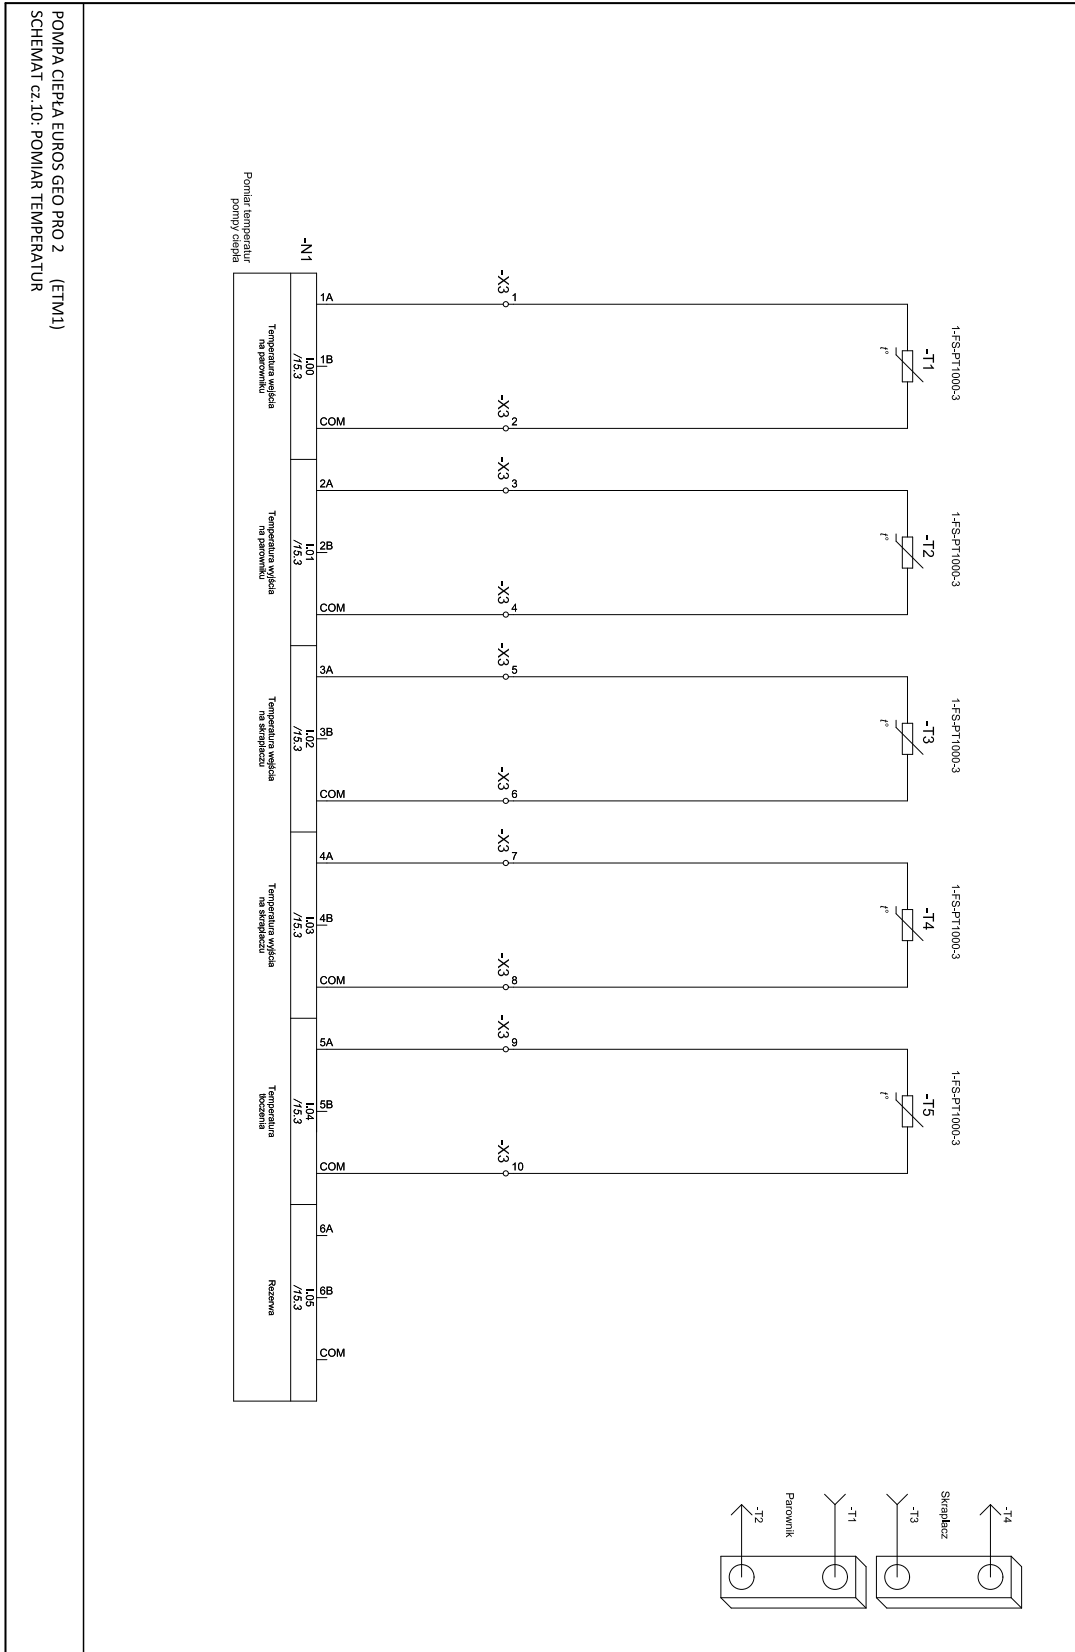 1-FS-PT1000-3
-T1
t°
1-FS-PT1000-3
-T2
t°
1-FS-PT1000-3
-T3
t°
1-FS-PT1000-3
-T4
t°
1-FS-PT1000-3
-T5
t°
-T4
Skraplacz
-T3
-T1
Parownik
-T2
-X3 1
-X3 2
-X3 3
-X3 4
-X3 5
-X3 6
-X3 7
-X3 8
-X3 9
-X3 10
-N1
1A
1B
COM
2A
2B
COM
3A
3B
COM
4A
4B
COM
5A
5B
COM
6A
6B
COM
I.00
/15.3
I.01
/15.3
I.02
/15.3
I.03
/15.3
I.04
/15.3
I.05
/15.3
Pomiar temperatur
pompy ciepła
Temperatura wejścia
na parowniku
Temperatura wyjścia
na parowniku
Temperatura wejścia
na skraplaczu
Temperatura wyjścia
na skraplaczu
Temperatura
tłoczenia
Rezerwa
POMPA CIEPŁA EUROS GEO PRO 2 (ETM1)
SCHEMAT cz.10: POMIAR TEMPERATUR